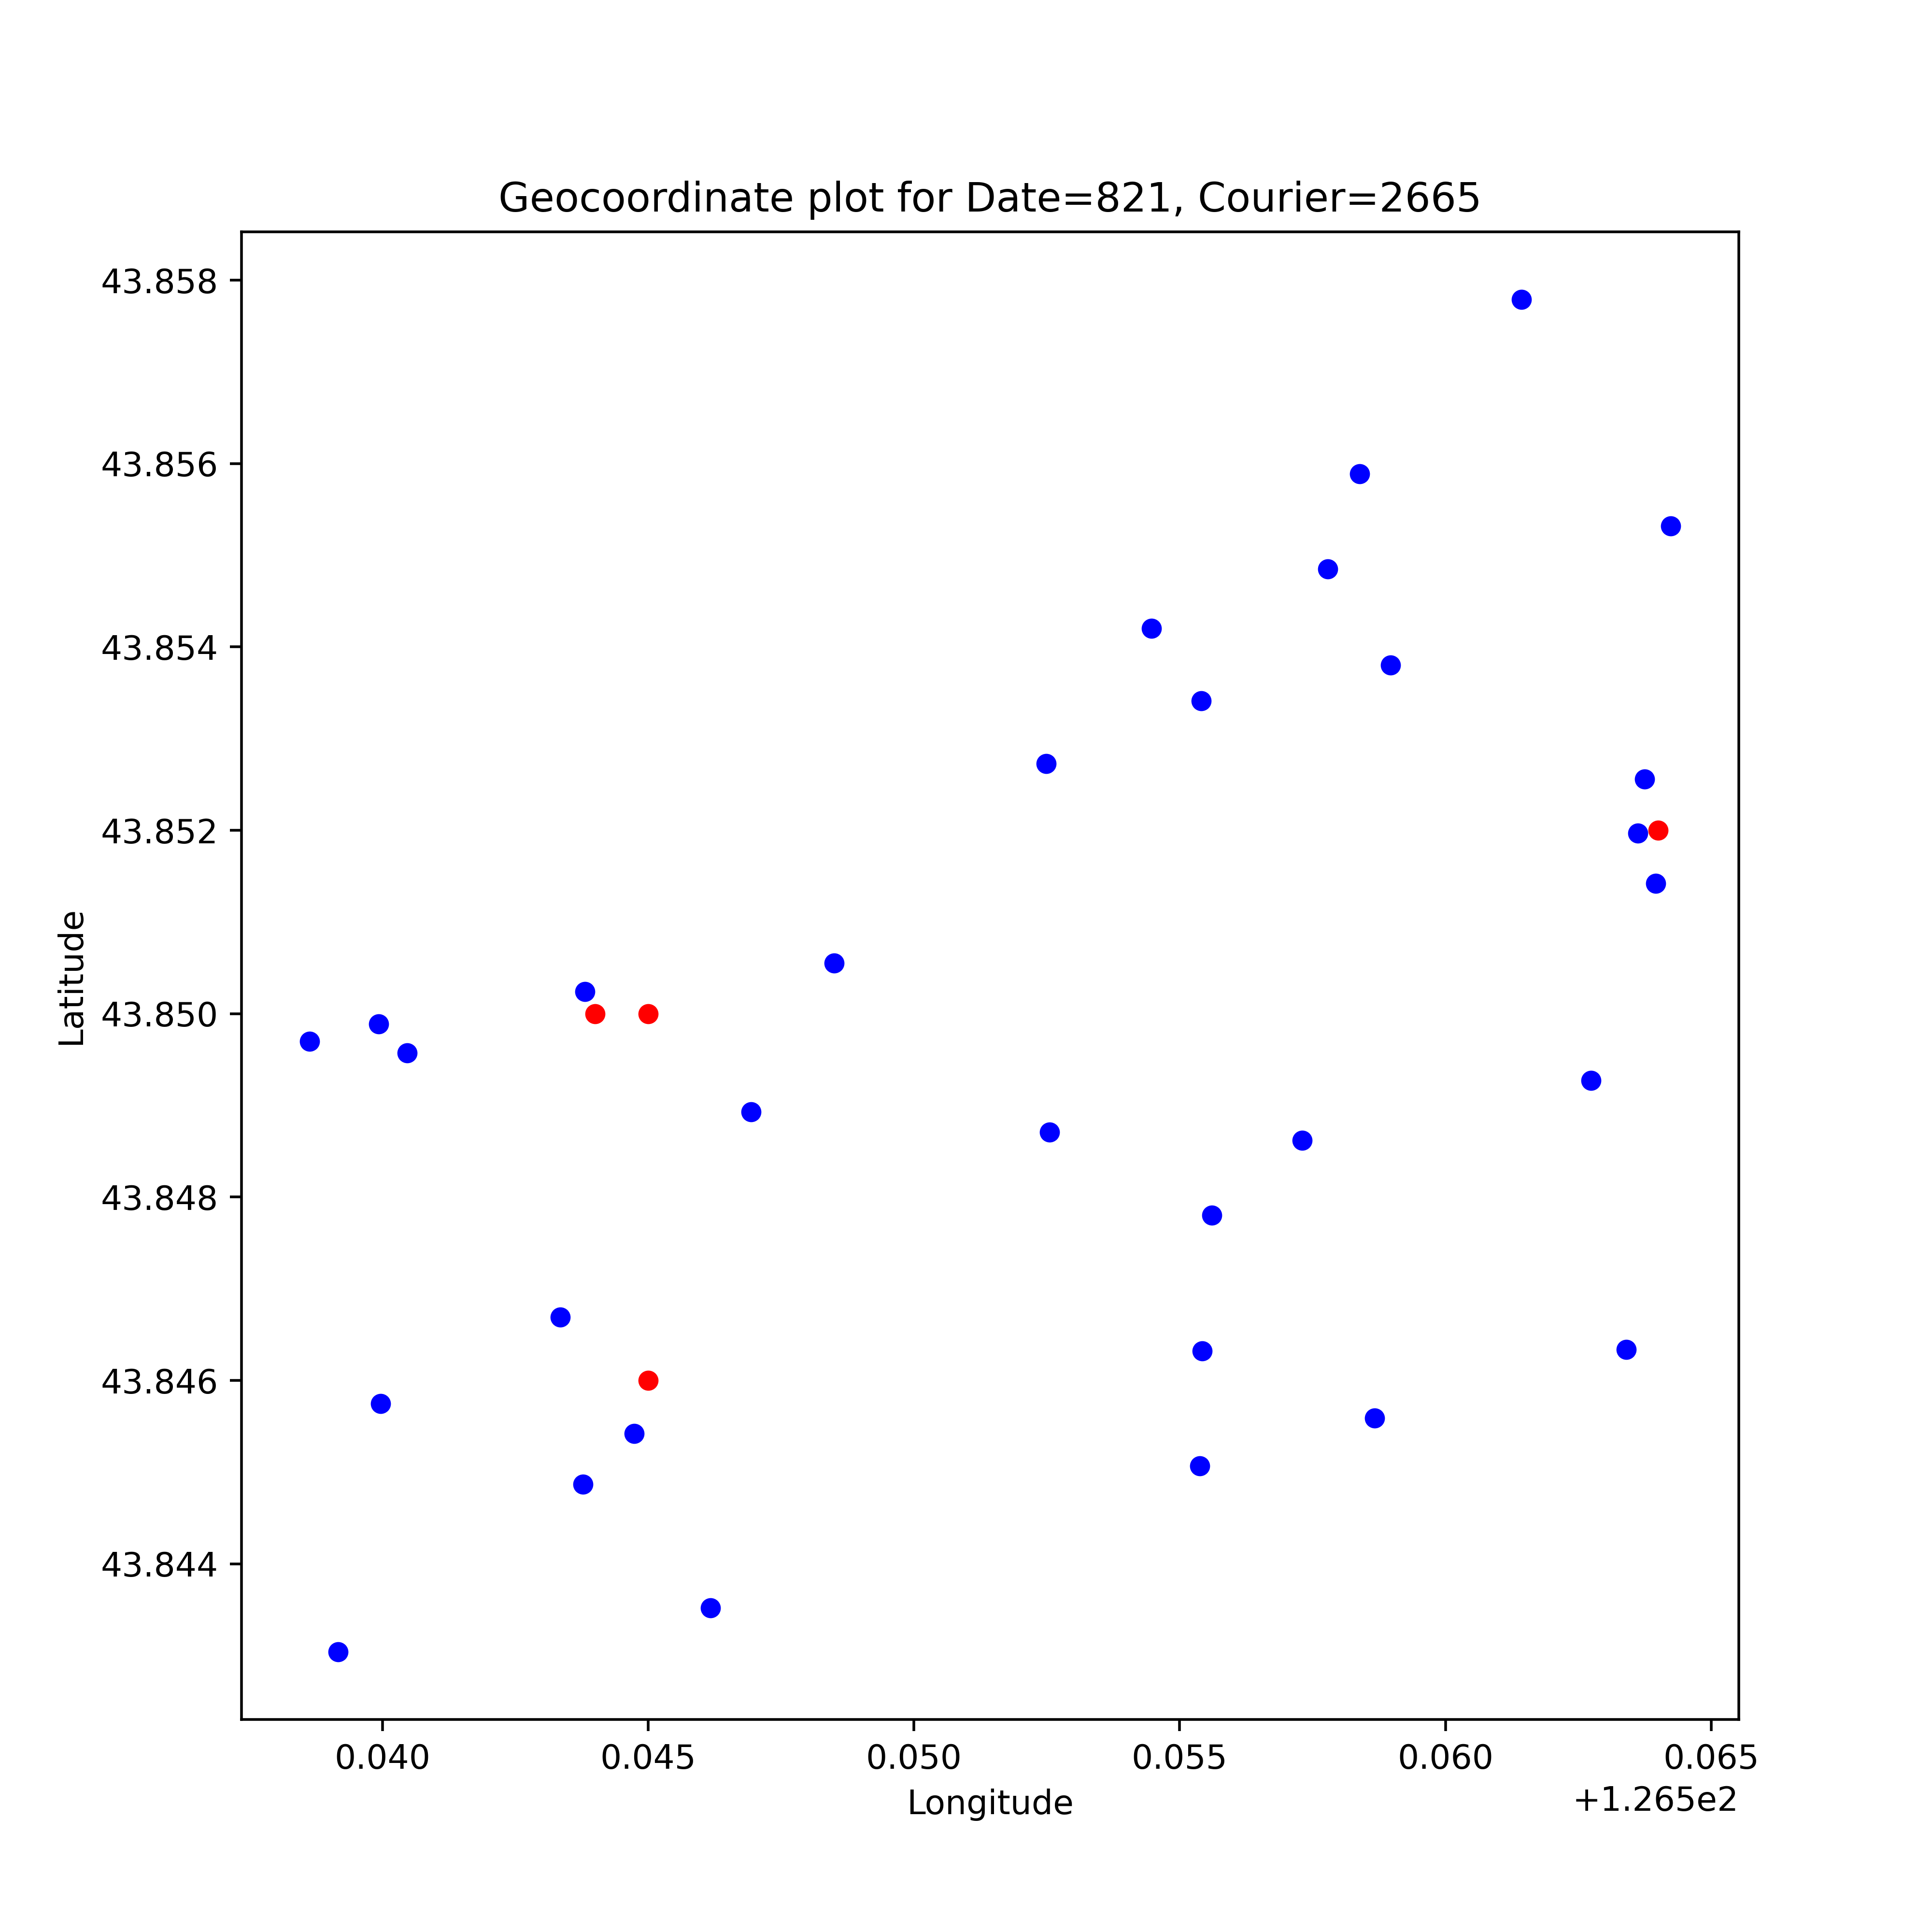 Geocoordinate plot for Date=821, Courier=2665
43.858
43.856
43.854
43.852
43.850
43.848
43.846
43.844
Latitude
0.040 0.045 0.050 0.055 0.060 0.065
+1.265e2
Longitude